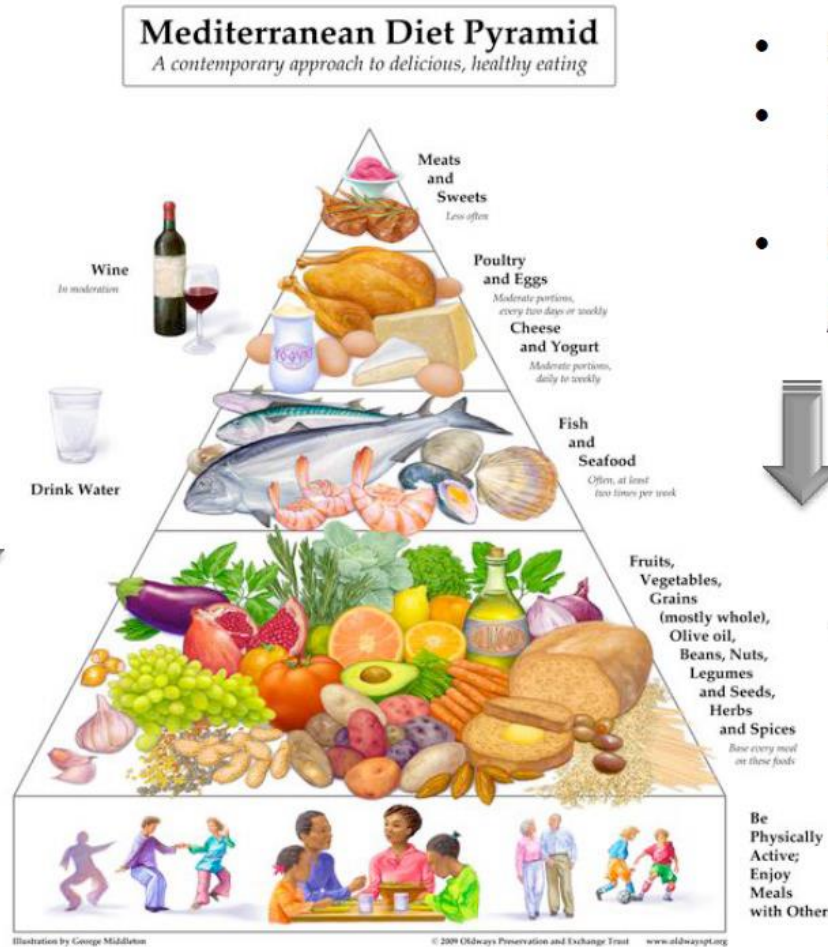 Mediterranean Diet Pyramid
A contemporary approach to delicious, healthy eating
Meats
and
Sweets
Less often
Wine
In moderation
Poultry
and Eggs
Moderate portions,
every two days or weekly
Cheese
and Yogurt
Moderate portions,
daily to weekly
YOGURT
Fish
and
Seafood
Often, at least
two times per week
Drink Water
Fruits,
Vegetables,
Grains
(mostly whole),
Olive oil,
Beans, Nuts,
Legumes
and Seeds,
Herbs
and Spices
Base every meal
on these foods
Be
Physically
Active;
Enjoy
Meals
with Other
Illustration by George Middleton
© 2009 Oldways Preservation and Exchange Trust www.oldwayspt.org